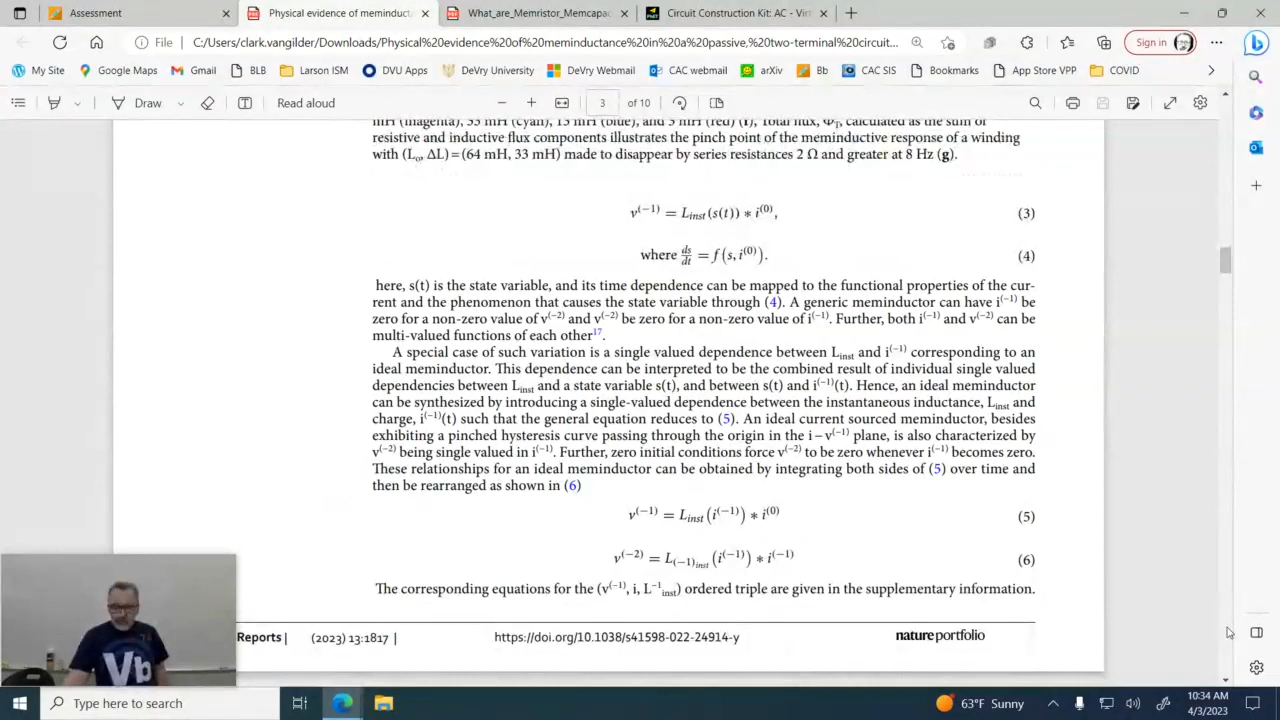 Assessment
Physical evidence of meminducta
What_are_Memristor_Memcapac
Circuit Construction Kit: AC - Virt
File
C:/Users/clark.vangilder/Downloads/Physical%20evidence%20of%20meminductance%20in%20a%20passive,%20two-terminal%20circuit...
Sign in
My Site
Google Maps
Gmail
BLB
Larson ISM
DVU Apps
DeVry University
DeVry Webmail
CAC webmail
arXiv
Bb
CAC SIS
Bookmarks
App Store VPP
COVID
Draw
Read aloud
3 of 10
mH (magenta), 33 mH (cyan), 13 mH (blue), and 3 mH (red) (f), Total flux, Φ_T, calculated as the sum of
resistive and inductive flux components illustrates the pinch point of the meminductive response of a winding
with (L₀, ΔL)=(64 mH, 33 mH) made to disappear by series resistances 2 Ω and greater at 8 Hz (g).
v^(−1) = L_inst(s(t)) ∗ i^(0), (3)
where ds/dt = f(s, i^(0)). (4)
here, s(t) is the state variable, and its time dependence can be mapped to the functional properties of the cur-
rent and the phenomenon that causes the state variable through (4). A generic meminductor can have i^(−1) be
zero for a non-zero value of v^(−2) and v^(−2) be zero for a non-zero value of i^(−1). Further, both i^(−1) and v^(−2) can be
multi-valued functions of each other17.
A special case of such variation is a single valued dependence between L_inst and i^(−1) corresponding to an
ideal meminductor. This dependence can be interpreted to be the combined result of individual single valued
dependencies between L_inst and a state variable s(t), and between s(t) and i^(−1)(t). Hence, an ideal meminductor
can be synthesized by introducing a single-valued dependence between the instantaneous inductance, L_inst and
charge, i^(−1)(t) such that the general equation reduces to (5). An ideal current sourced meminductor, besides
exhibiting a pinched hysteresis curve passing through the origin in the i − v^(−1) plane, is also characterized by
v^(−2) being single valued in i^(−1). Further, zero initial conditions force v^(−2) to be zero whenever i^(−1) becomes zero.
These relationships for an ideal meminductor can be obtained by integrating both sides of (5) over time and
then be rearranged as shown in (6)
v^(−1) = L_inst(i^(−1)) ∗ i^(0) (5)
v^(−2) = L_(−1)inst(i^(−1)) ∗ i^(−1) (6)
The corresponding equations for the (v^(−1), i, L^−1_inst) ordered triple are given in the supplementary information.
Reports | (2023) 13:1817 | https://doi.org/10.1038/s41598-022-24914-y natureportfolio
Vb
Type here to search
63°F Sunny
10:34 AM
4/3/2023